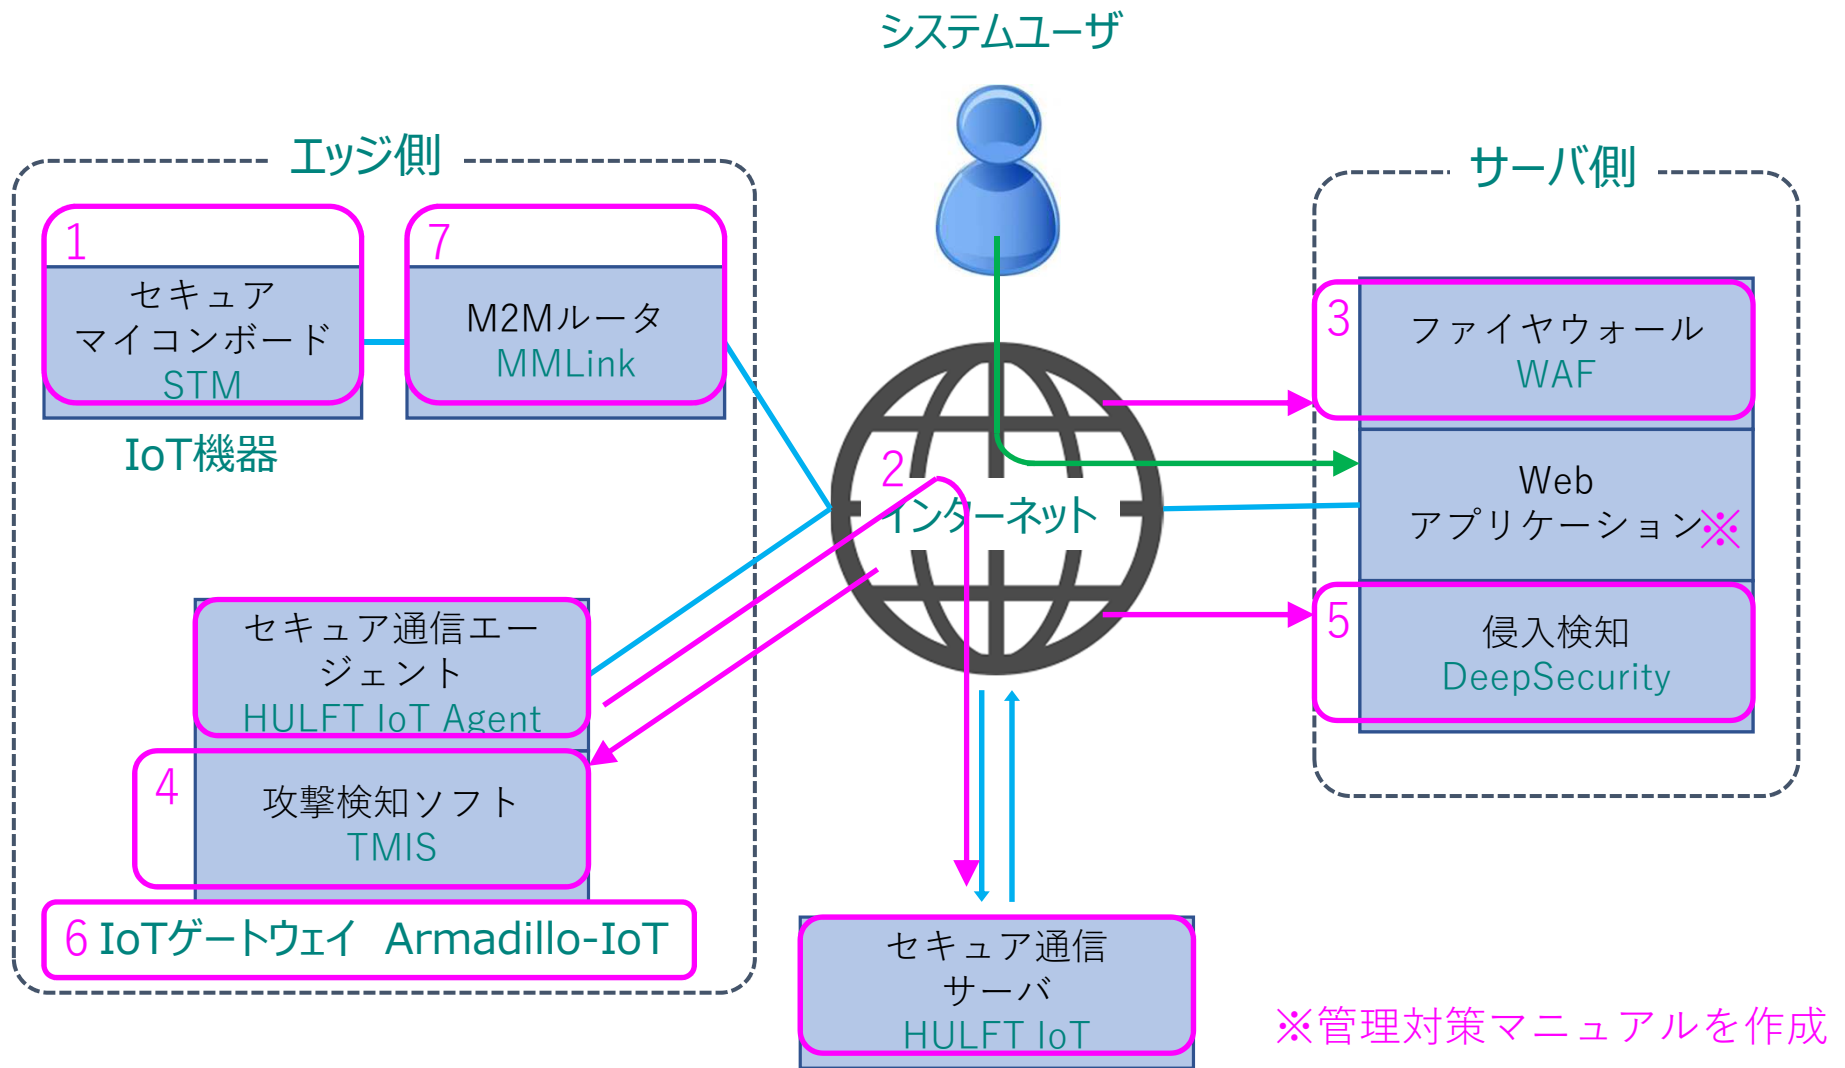 システムユーザ
エッジ側
サーバ側
1
セキュア
マイコンボード
STM
IoT機器
7
M2Mルータ
MMLink
3
ファイヤウォール
WAF
2
インターネット
Web
アプリケーション※
5
侵入検知
DeepSecurity
セキュア通信エー
ジェント
HULFT IoT Agent
4
攻撃検知ソフト
TMIS
6 IoTゲートウェイ Armadillo-IoT
セキュア通信
サーバ
HULFT IoT
※管理対策マニュアルを作成